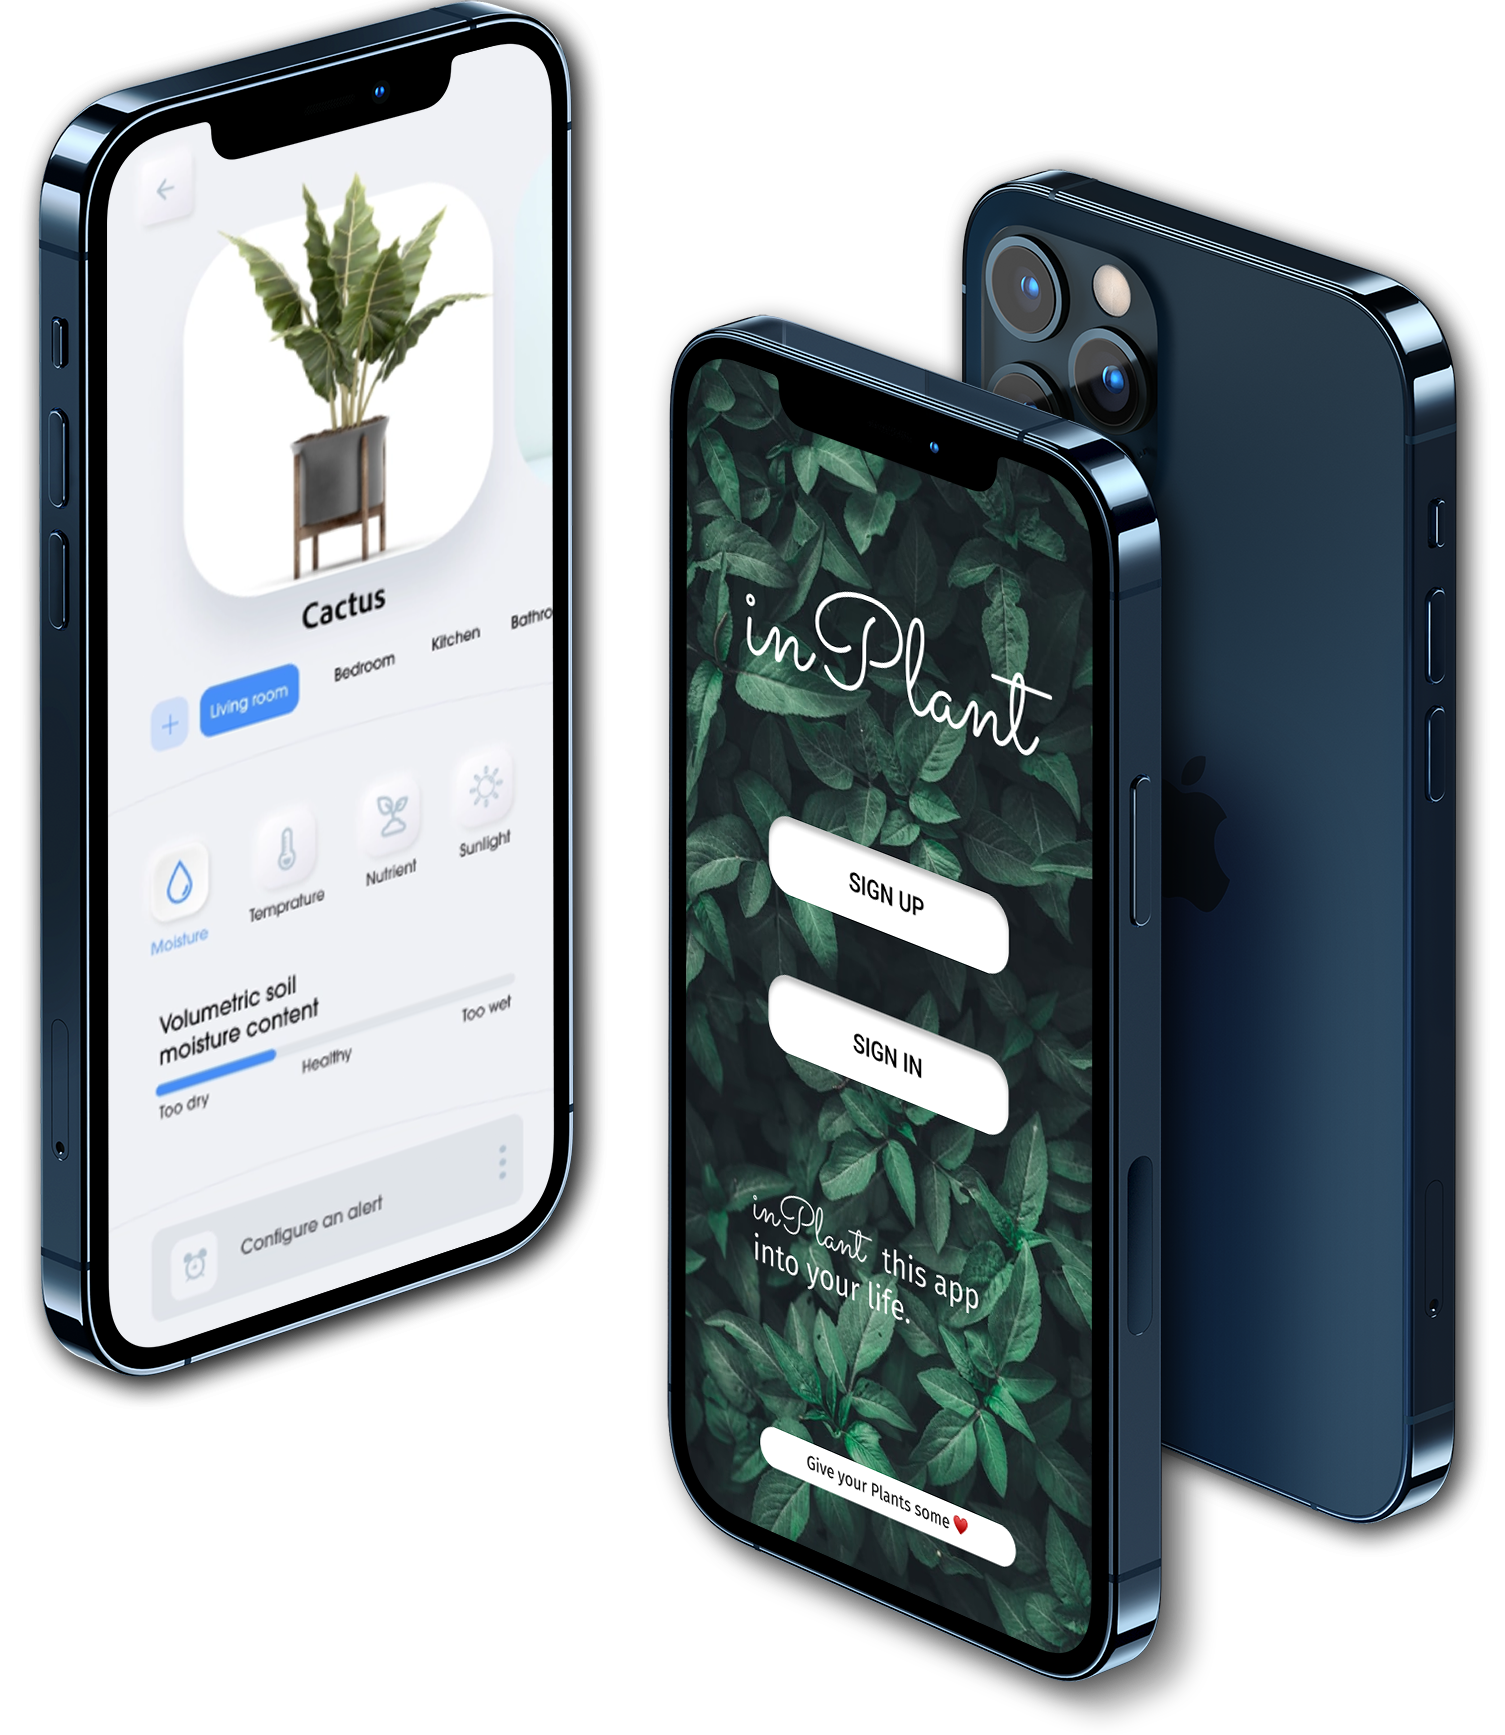 Cactus
Living room
Bedroom
Kitchen
Bathro
Moisture
Temprature
Nutrient
Sunlight
Volumetric soil
moisture content
Too wet
Healthy
Too dry
Configure an alert
inPlant
SIGN UP
SIGN IN
inPlant this app
into your life.
Give your Plants some ❤️